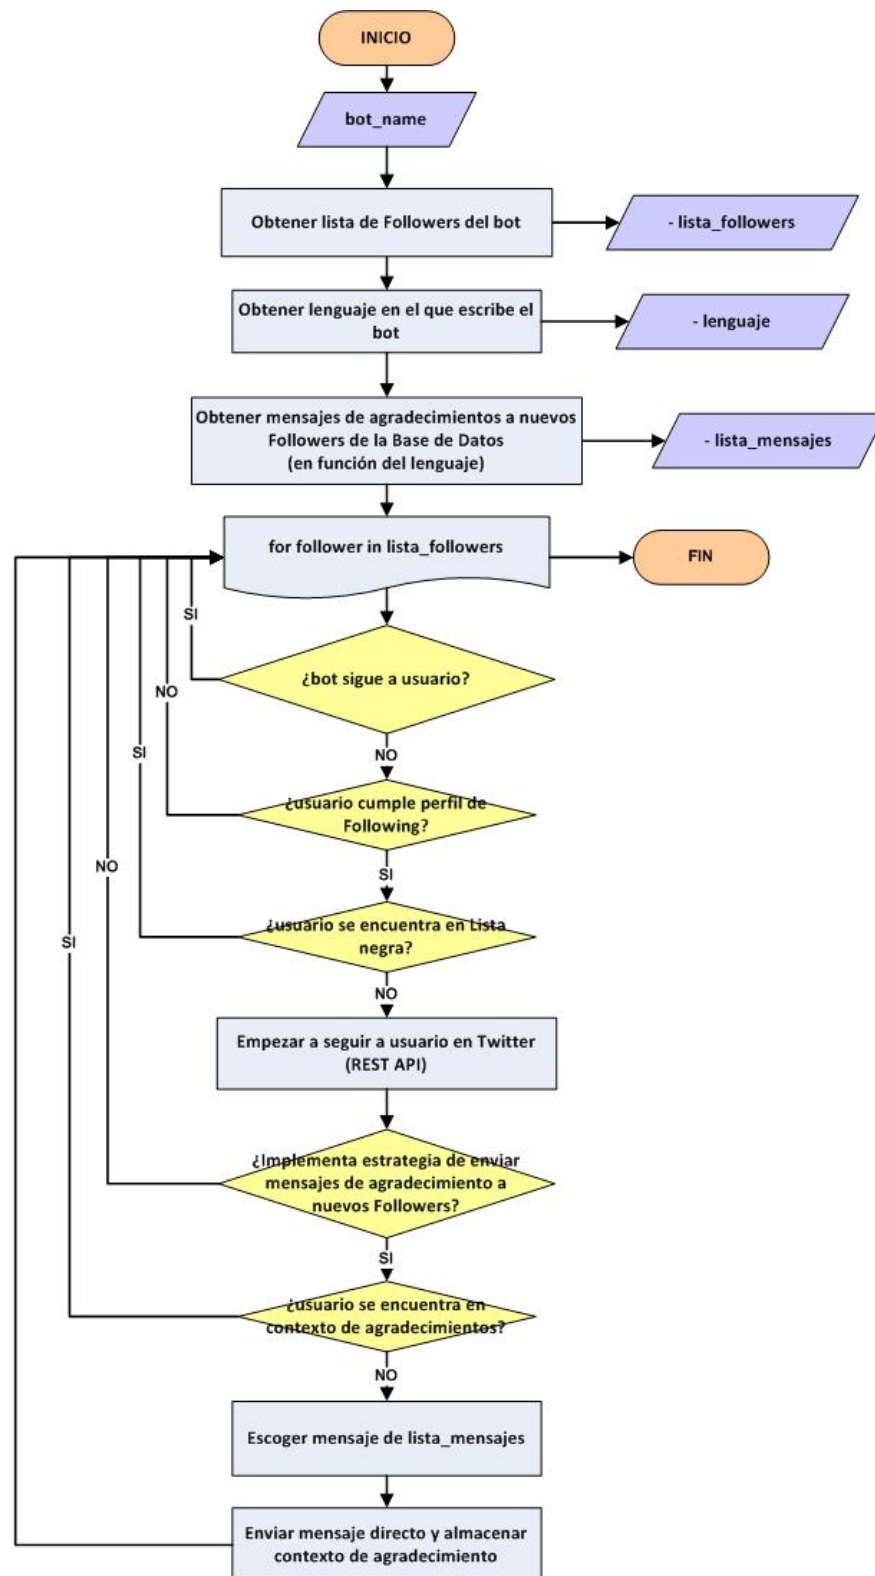 INICIO
bot_name
Obtener lista de Followers del bot
- lista_followers
Obtener lenguaje en el que escribe el
bot
- lenguaje
Obtener mensajes de agradecimientos a nuevos
Followers de la Base de Datos
(en función del lenguaje)
- lista_mensajes
for follower in lista_followers
FIN
SI
¿bot sigue a usuario?
NO
NO
SI
¿usuario cumple perfil de
Following?
NO
SI
¿usuario se encuentra en Lista
negra?
SI
NO
Empezar a seguir a usuario en Twitter
(REST API)
¿Implementa estrategia de enviar
mensajes de agradecimiento a
nuevos Followers?
SI
¿usuario se encuentra en
contexto de agradecimientos?
NO
Escoger mensaje de lista_mensajes
Enviar mensaje directo y almacenar
contexto de agradecimiento